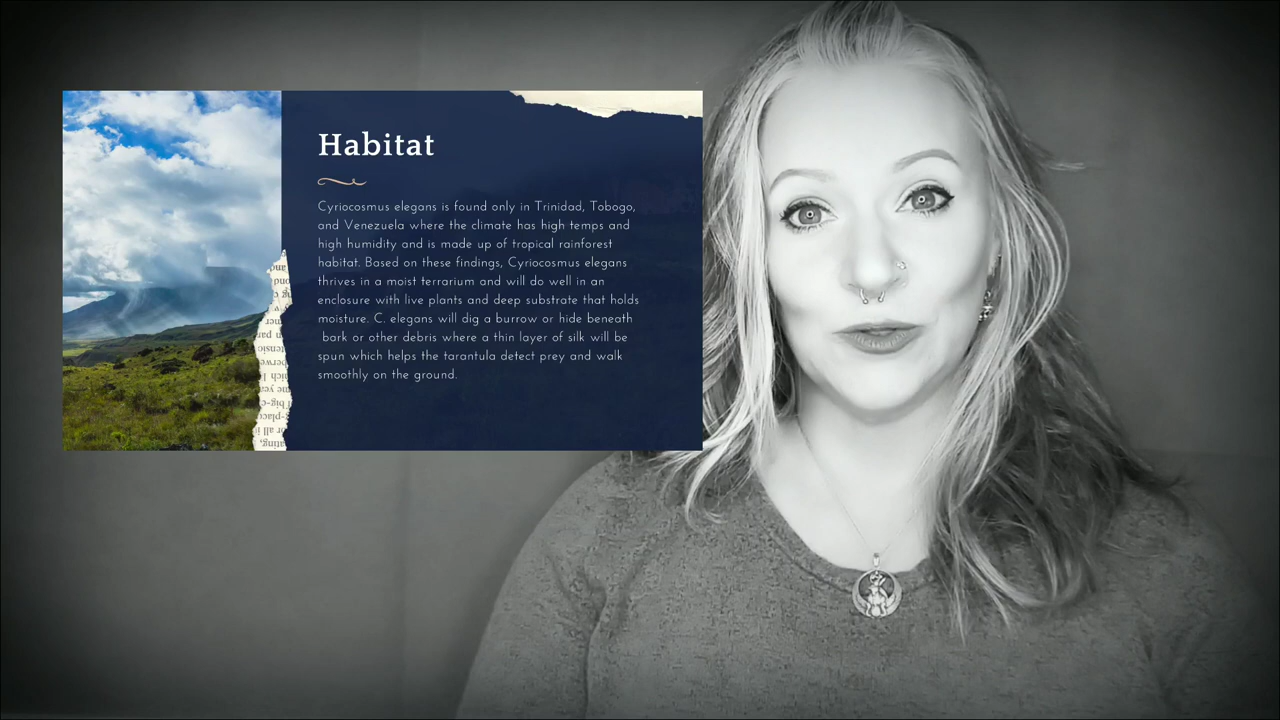 Habitat
Cyriocosmus elegans is found only in Trinidad, Tobogo,
and Venezuela where the climate has high temps and
high humidity and is made up of tropical rainforest
habitat. Based on these findings, Cyriocosmus elegans
thrives in a moist terrarium and will do well in an
enclosure with live plants and deep substrate that holds
moisture. C. elegans will dig a burrow or hide beneath
bark or other debris where a thin layer of silk will be
spun which helps the tarantula detect prey and walk
smoothly on the ground.